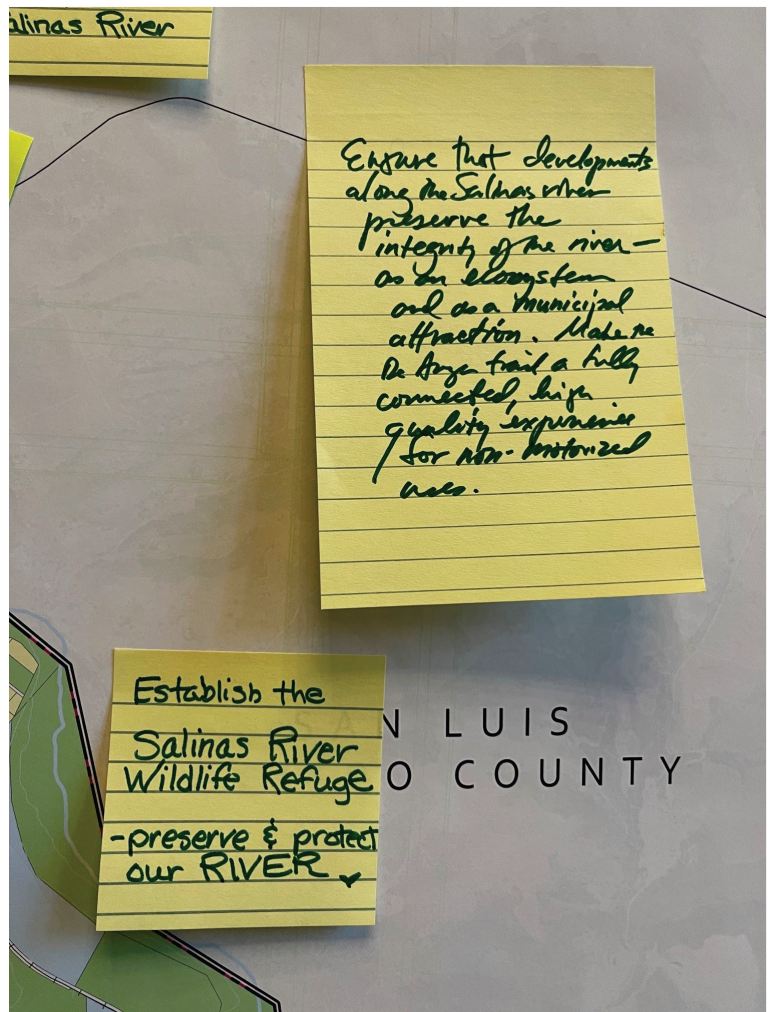 alinas River
Ensure that developments
along the Salinas river
preserve the
integrity of the river—
as an ecosystem
and as a municipal
attraction. Make the
De Anza trail a fully
connected, high
quality experience
for non-motorized
uses.
Establish the
Salinas River
Wildlife Refuge
-preserve & protect
our RIVER
SAN LUIS
O COUNTY